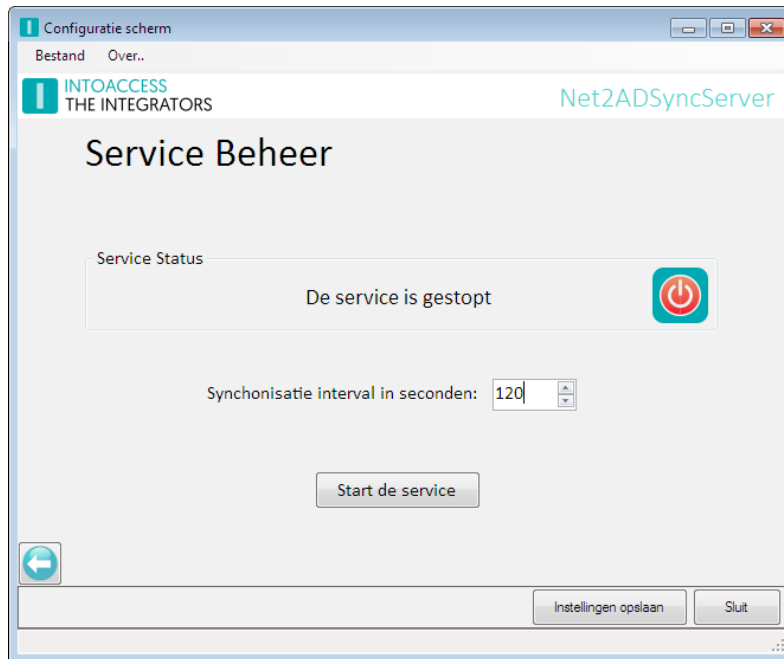 Configuratie scherm
Bestand Over..
INTOACCESS
THE INTEGRATORS
Net2ADSyncServer
Service Beheer
Service Status
De service is gestopt
Synchonisatie interval in seconden: 120
Start de service
Instellingen opslaan Sluit